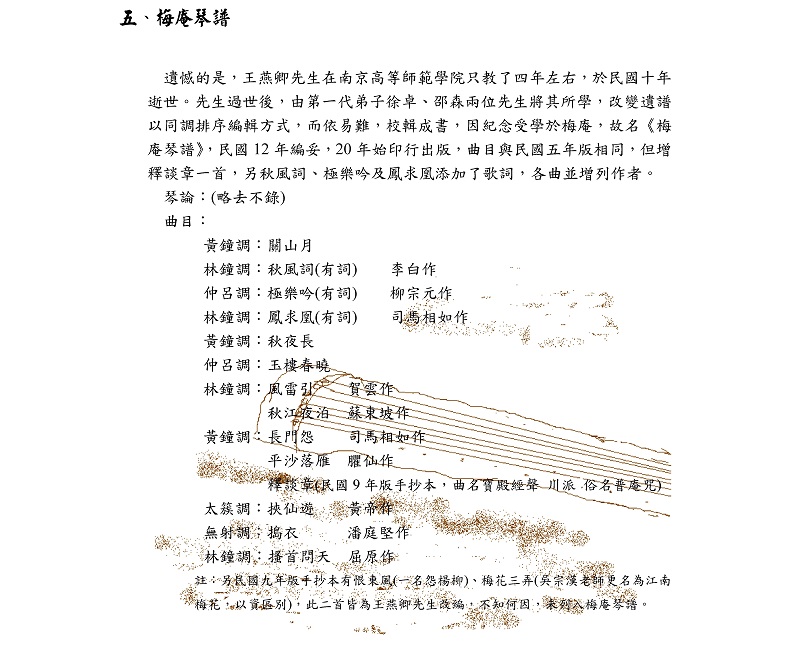 五、梅庵琴譜
遺憾的是，王燕卿先生在南京高等師範學院只教了四年左右，於民國十年
逝世。先生過世後，由第一代弟子徐卓、邵森兩位先生將其所學，改變遺譜
以同調排序編輯方式，而依易難，校輯成書，因紀念受學於梅庵，故名《梅
庵琴譜》，民國 12 年編妥，20 年始印行出版，曲目與民國五年版相同，但增
釋談章一首，另秋風詞、極樂吟及鳳求凰添加了歌詞，各曲並增列作者。
琴論：(略去不錄)
曲目：
黃鐘調：關山月
林鐘調：秋風詞(有詞) 李白作
仲呂調：極樂吟(有詞) 柳宗元作
林鐘調：鳳求凰(有詞) 司馬相如作
黃鐘調：秋夜長
仲呂調：玉樓春曉
林鐘調：風雷引 賀雲作
秋江夜泊 蘇東坡作
黃鐘調：長門怨 司馬相如作
平沙落雁 臞仙作
釋談章(民國 9 年版手抄本，曲名寶殿經聲 川派 俗名普庵咒)
太簇調：挾仙遊 黃帝作
無射調：搗衣 潘庭堅作
林鐘調：搔首問天 屈原作
註：另民國九年版手抄本有恨東風(一名怨楊柳)、梅花三弄(吳宗漢老師更名為江南
梅花，以資區別)，此二首皆為王燕卿先生改編，不知何因，未列入梅庵琴譜。